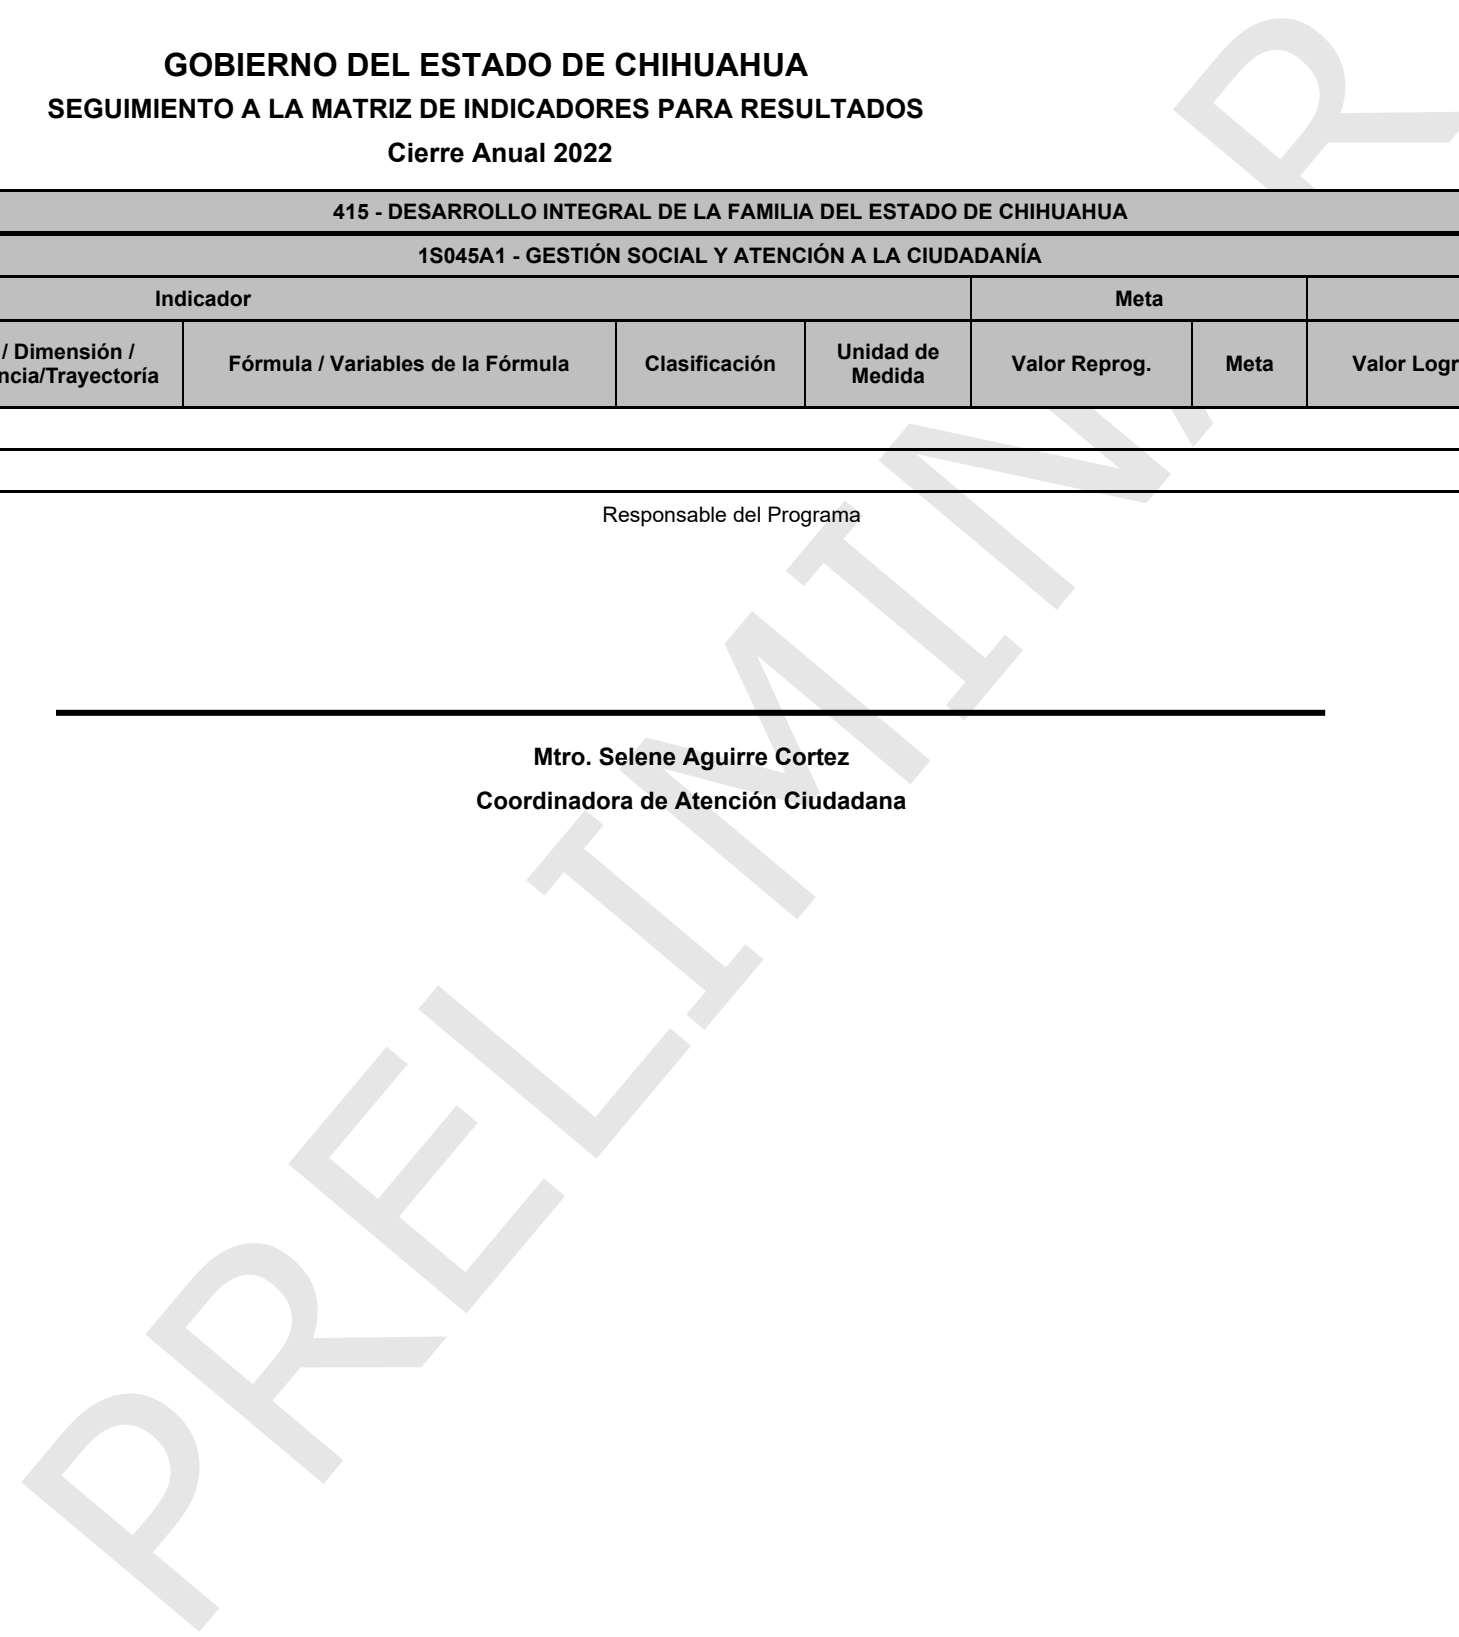 GOBIERNO DEL ESTADO DE CHIHUAHUA
SEGUIMIENTO A LA MATRIZ DE INDICADORES PARA RESULTADOS
Cierre Anual 2022
415 - DESARROLLO INTEGRAL DE LA FAMILIA DEL ESTADO DE CHIHUAHUA
1S045A1 - GESTIÓN SOCIAL Y ATENCIÓN A LA CIUDADANÍA
Indicador Meta
/ Dimensión /
ncia/Trayectoría
Fórmula / Variables de la Fórmula
Clasificación
Unidad de
Medida
Valor Reprog.
Meta
Valor Logr
Responsable del Programa
Mtro. Selene Aguirre Cortez
Coordinadora de Atención Ciudadana
PRELIMINAR